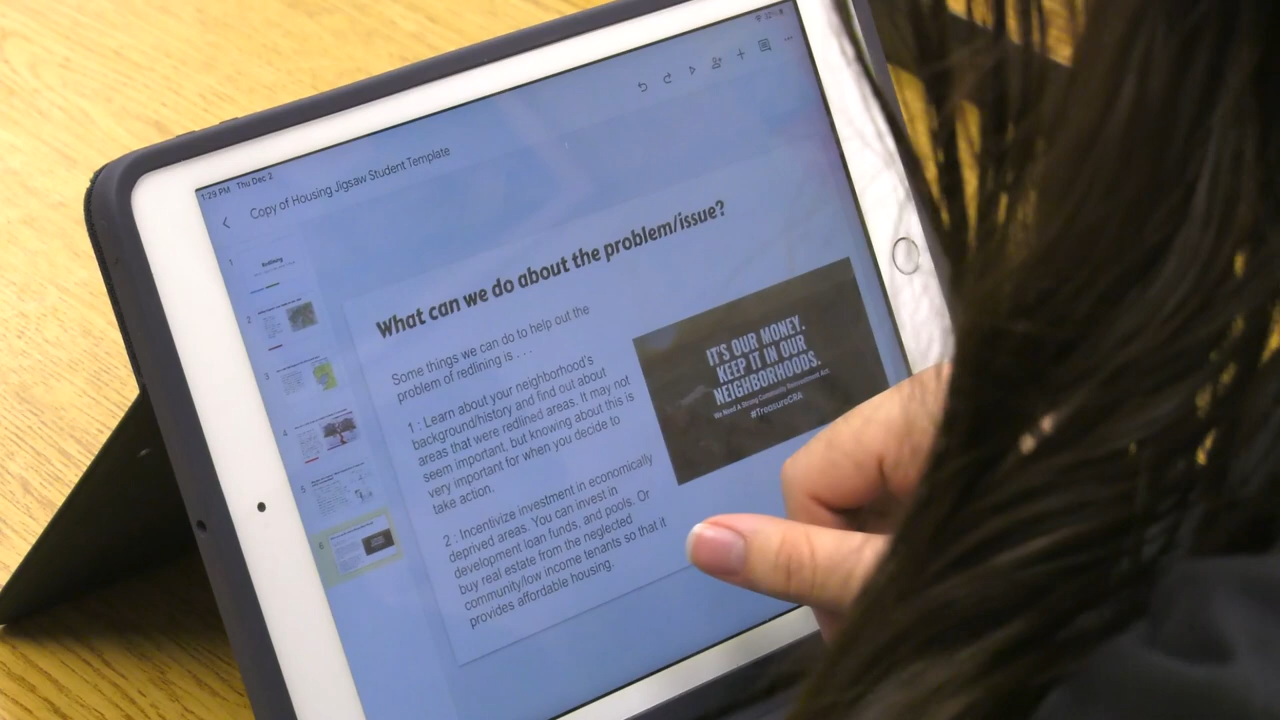 1:29 PM Thu Dec 2
Copy of Housing Jigsaw Student Template
1
Redlining
2
3
4
5
6
What can we do about the problem/issue?
Some things we can do to help out the
problem of redlining is . . .
1 : Learn about your neighborhood's
background/history and find out about
areas that were redlined areas. It may not
seem important, but knowing about this is
very important for when you decide to
take action.
2 : Incentivize investment in economically
deprived areas. You can invest in
development loan funds, and pools. Or
buy real estate from the neglected
community/low income tenants so that it
provides affordable housing.
IT'S OUR MONEY.
KEEP IT IN OUR
NEIGHBORHOODS.
We Need A Strong Community Reinvestment Act.
#TreasureCRA